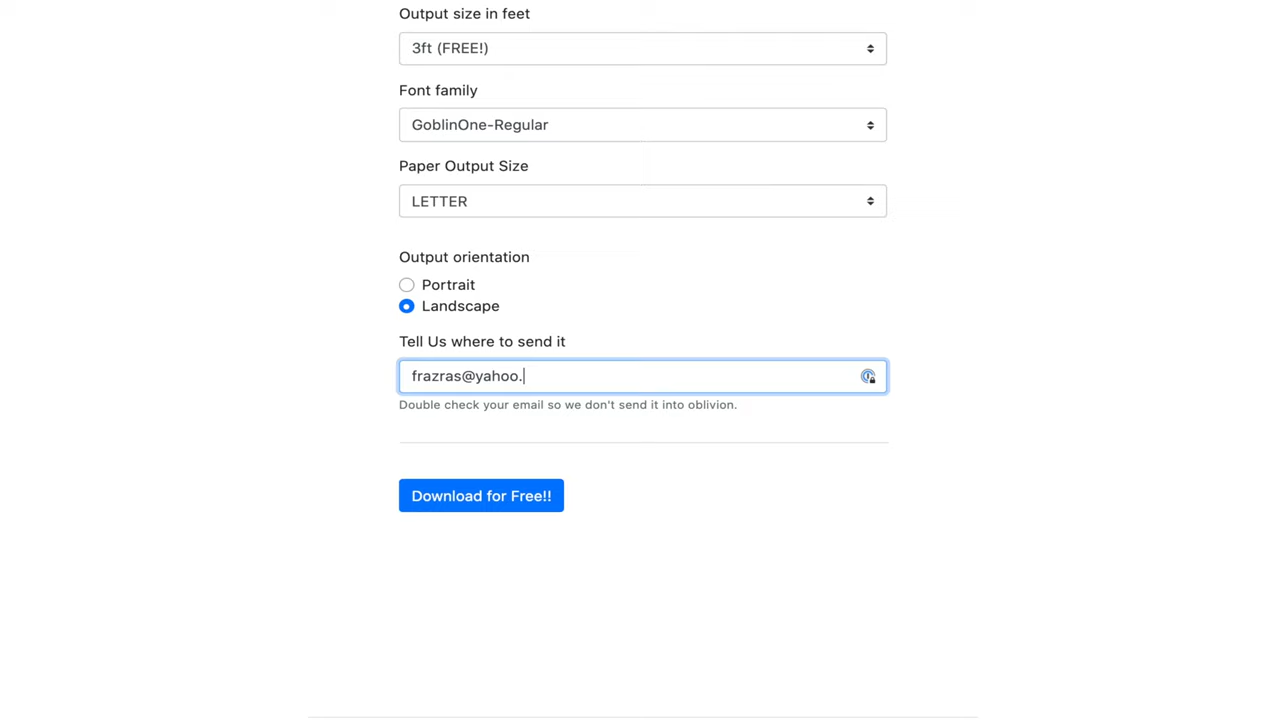 Output size in feet
3ft (FREE!)
Font family
GoblinOne-Regular
Paper Output Size
LETTER
Output orientation
Portrait
Landscape
Tell Us where to send it
frazras@yahoo.
Double check your email so we don't send it into oblivion.
Download for Free!!